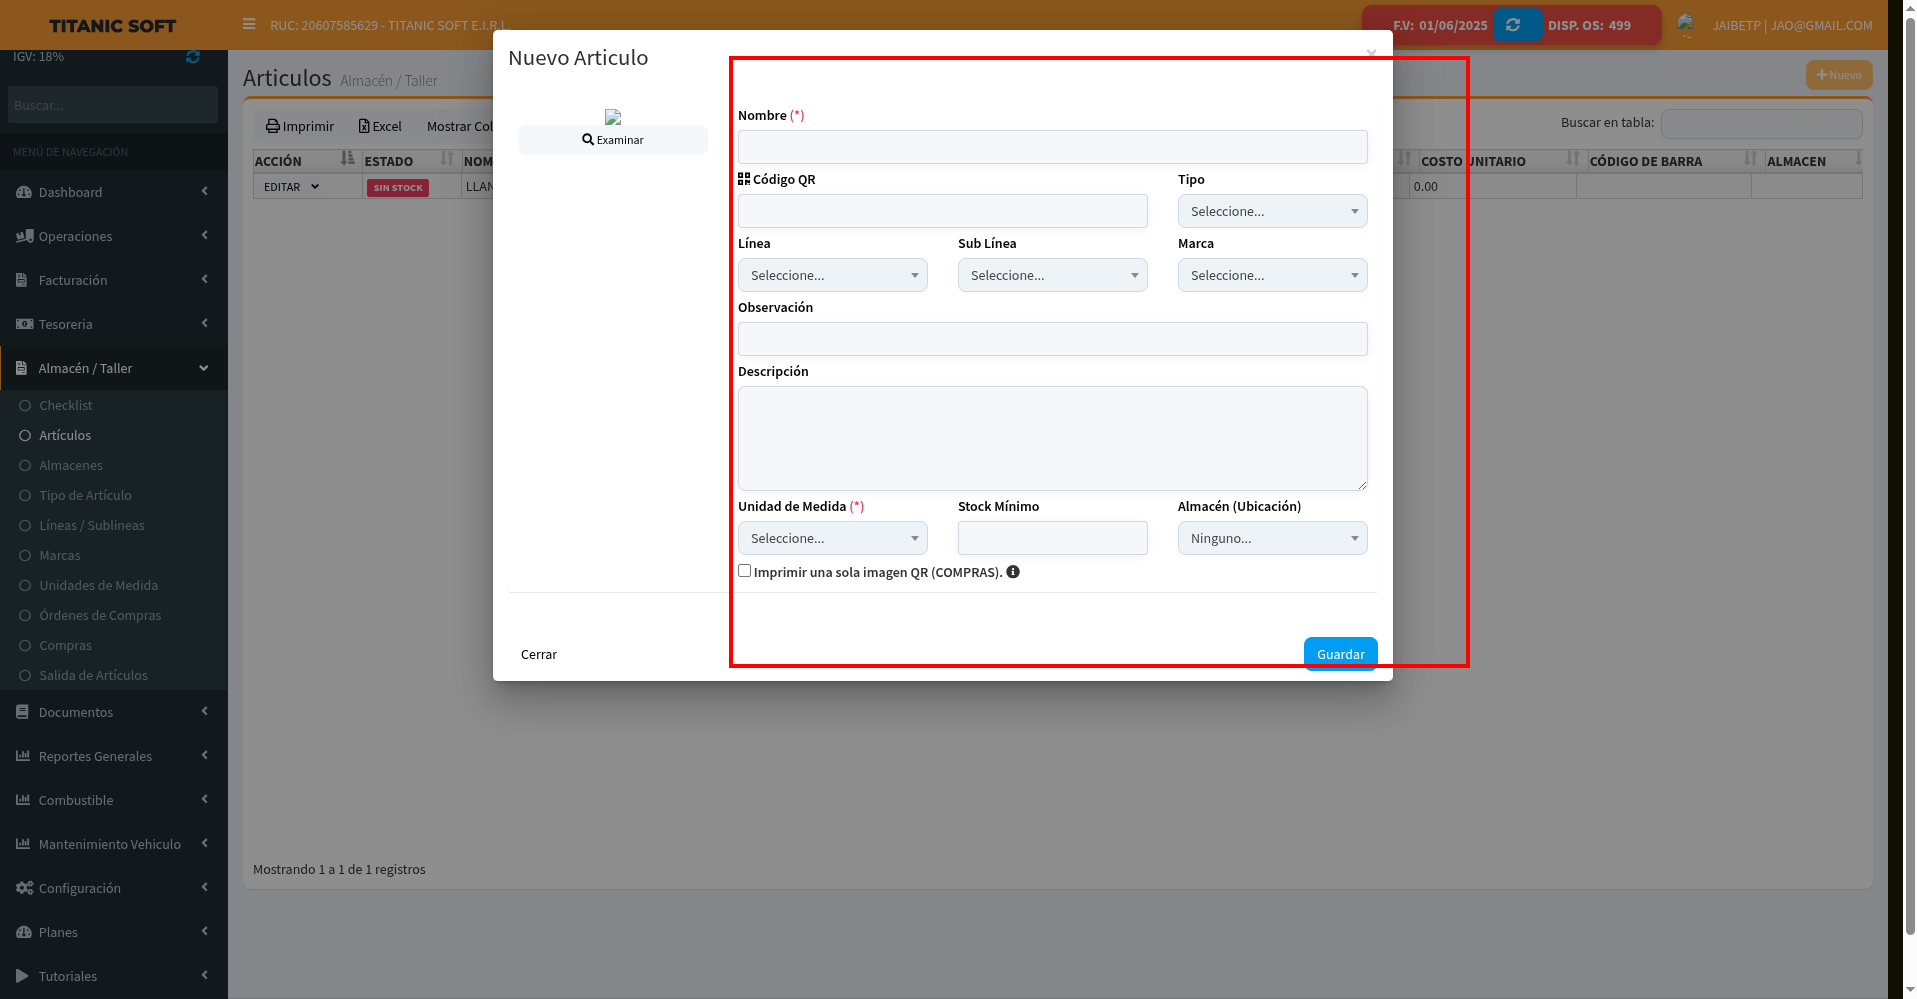 TITANIC SOFT
RUC: 20607585629 - TITANIC SOFT E.I.R.L.
F.V: 01/06/2025
DISP. OS: 499
JAIBETP | JAO@GMAIL.COM
IGV: 18%
Buscar...
MENÚ DE NAVEGACIÓN
Dashboard
Operaciones
Facturación
Tesoreria
Almacén / Taller
Checklist
Artículos
Almacenes
Tipo de Artículo
Líneas / Sublineas
Marcas
Unidades de Medida
Órdenes de Compras
Compras
Salida de Artículos
Documentos
Reportes Generales
Combustible
Mantenimiento Vehiculo
Configuración
Planes
Tutoriales
Articulos Almacén / Taller
Nuevo
Imprimir Excel Mostrar Col
Buscar en tabla:
ACCIÓN ESTADO NOM COSTO UNITARIO CÓDIGO DE BARRA ALMACEN
EDITAR SIN STOCK LLAN 0.00
Mostrando 1 a 1 de 1 registros
Nuevo Articulo
×
Examinar
Nombre (*)
Código QR Tipo
Seleccione...
Línea Sub Línea Marca
Seleccione... Seleccione... Seleccione...
Observación
Descripción
Unidad de Medida (*) Stock Mínimo Almacén (Ubicación)
Seleccione... Ninguno...
Imprimir una sola imagen QR (COMPRAS).
Cerrar Guardar